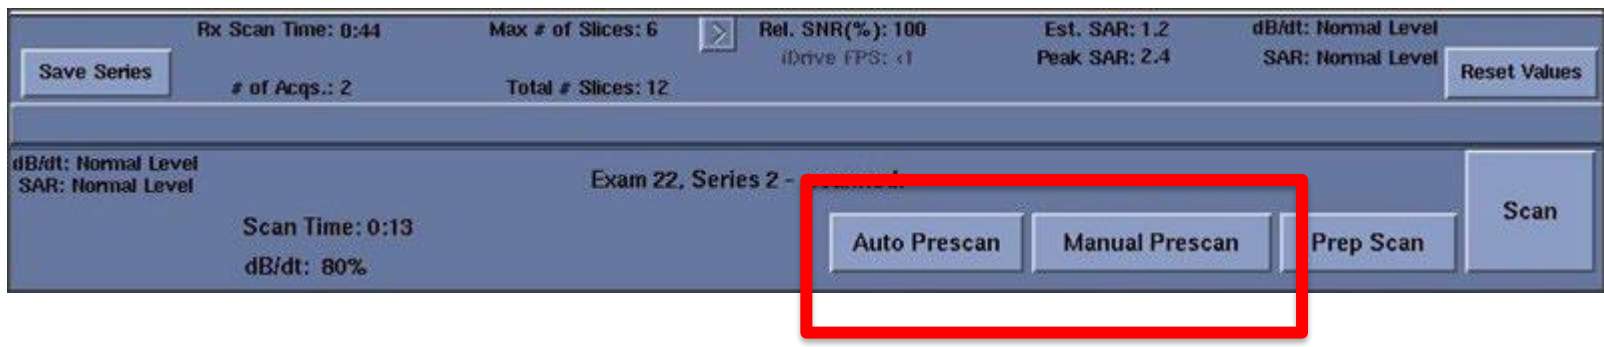 Rx Scan Time: 0:44 Max # of Slices: 6 > Rel. SNR(%): 100 Est. SAR: 1.2 dB/dt: Normal Level
iDrive FPS: <1 Peak SAR: 2.4 SAR: Normal Level
Save Series Reset Values
# of Acqs.: 2 Total # Slices: 12
dB/dt: Normal Level
SAR: Normal Level
Exam 22, Series 2 -
Scan
Scan Time: 0:13
Auto Prescan Manual Prescan Prep Scan
dB/dt: 80%